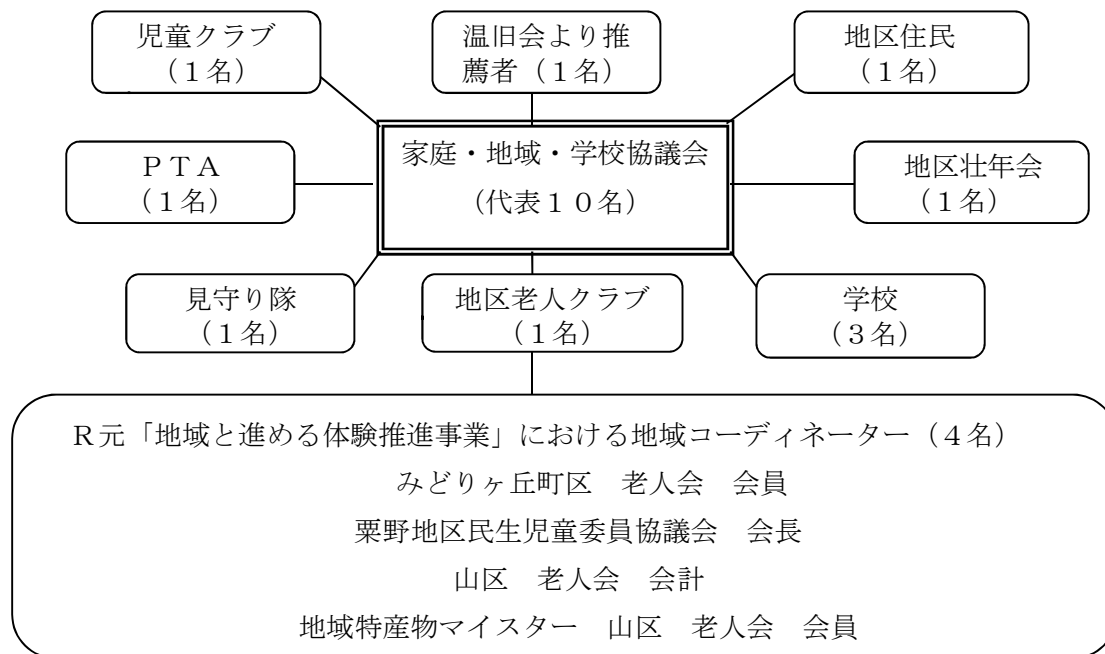 児童クラブ
（１名）
温旧会より推
薦者（１名）
地区住民
（１名）
家庭・地域・学校協議会
（代表１０名）
ＰＴＡ
（１名）
地区壮年会
（１名）
見守り隊
（１名）
地区老人クラブ
（１名）
学校
（３名）
Ｒ元「地域と進める体験推進事業」における地域コーディネーター（４名）
みどりヶ丘町区　老人会　会員
粟野地区民生児童委員協議会　会長
山区　老人会　会計
地域特産物マイスター　山区　老人会　会員